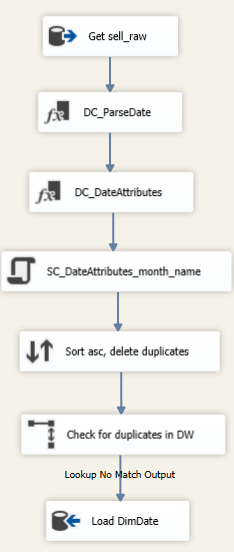 Get sell_raw
DC_ParseDate
DC_DateAttributes
SC_DateAttributes_month_name
Sort asc, delete duplicates
Check for duplicates in DW
Lookup No Match Output
Load DimDate